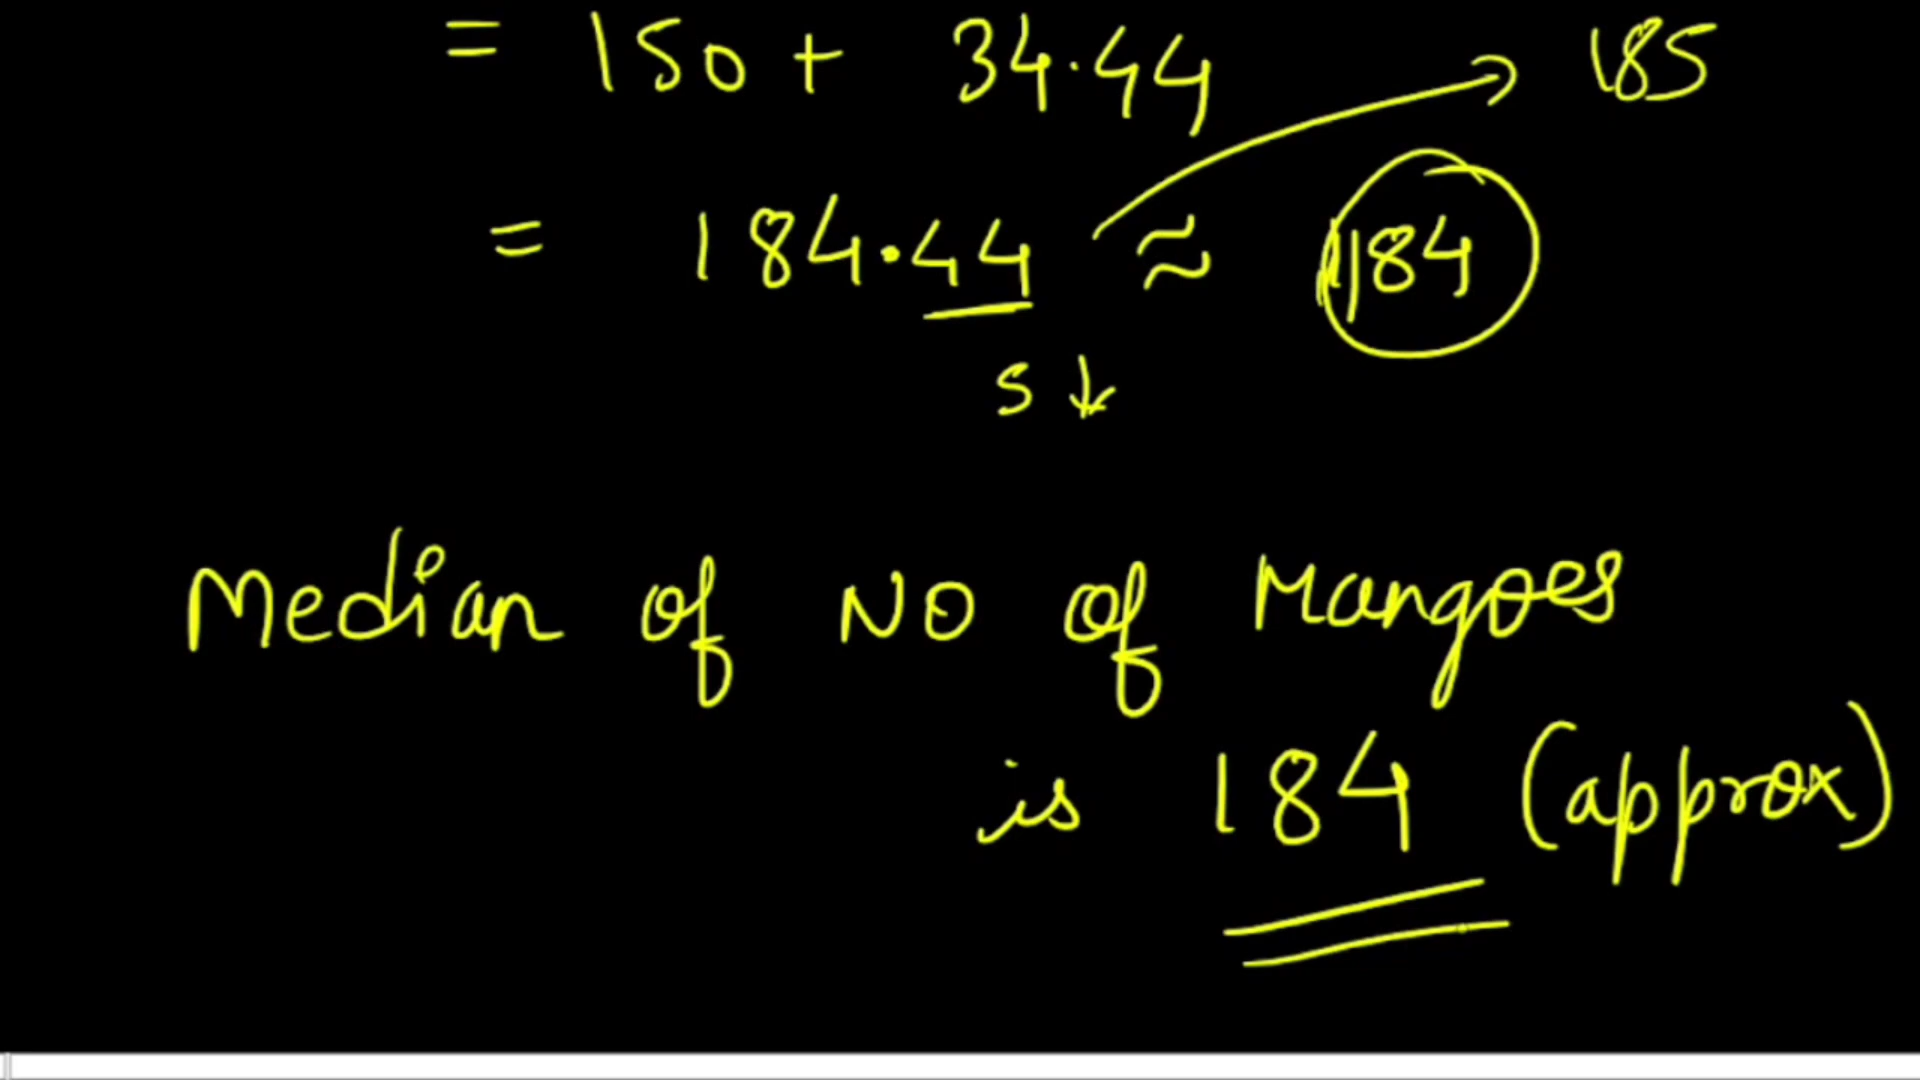 = 150 + 34.44
185
= 184.44 ≈ 184
5 ↓
Median of NO of Mangoes
is 184 (approx)